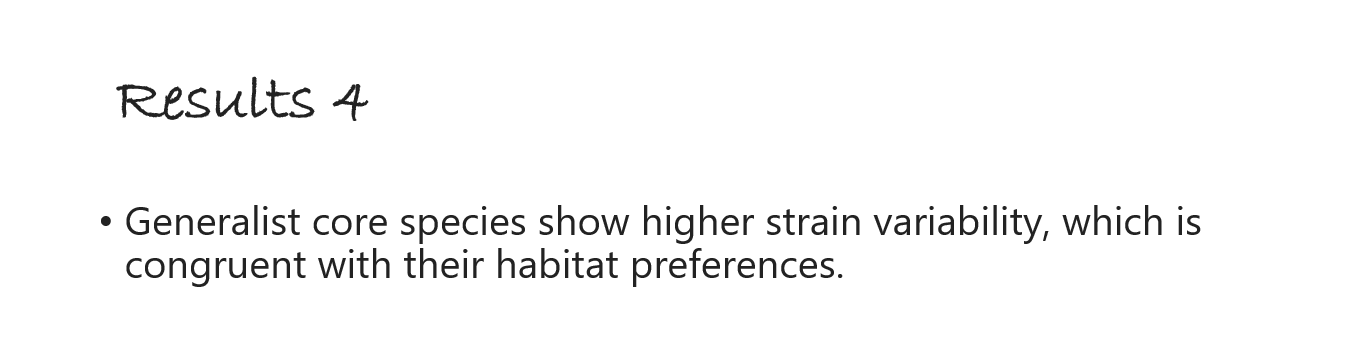 Results 4
• Generalist core species show higher strain variability, which is
congruent with their habitat preferences.